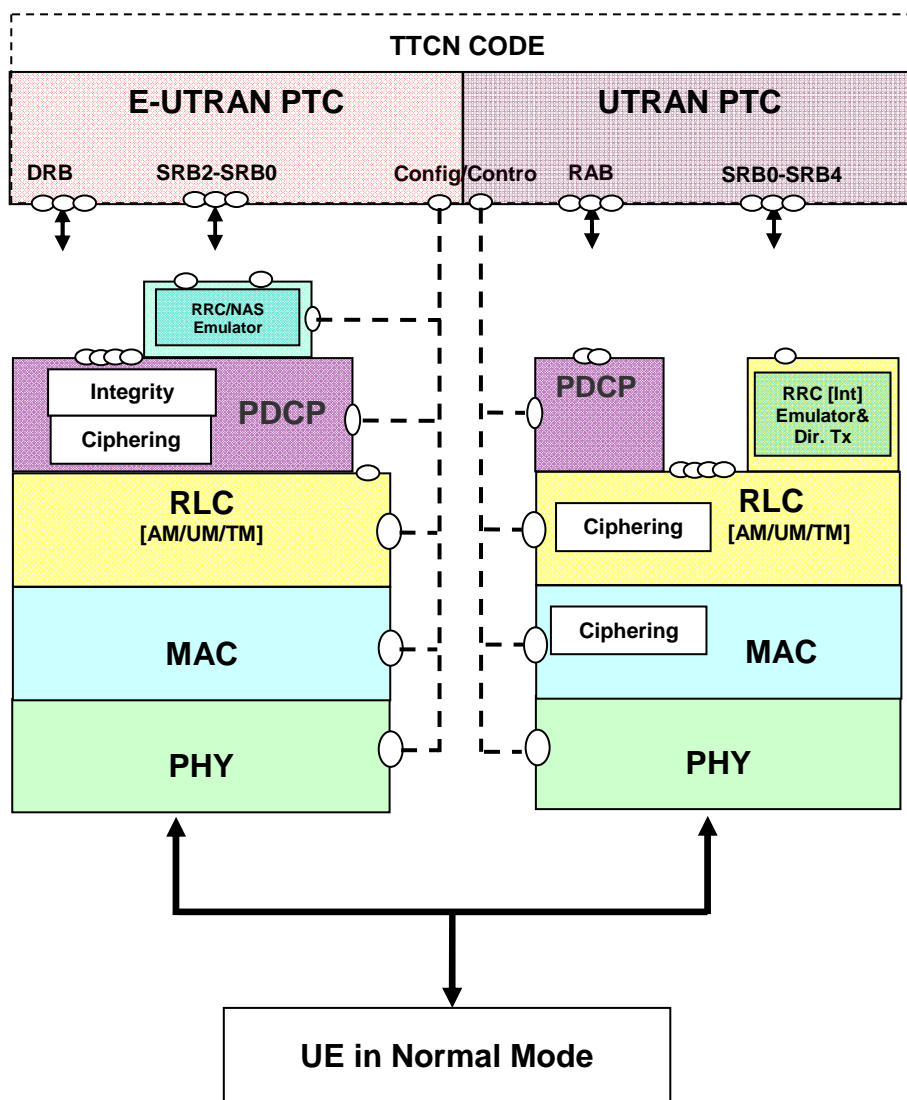 TTCN CODE
E-UTRAN PTC
UTRAN PTC
DRB
SRB2-SRB0
Config/Contro
RAB
SRB0-SRB4
RRC/NAS
Emulator
Integrity
Ciphering
PDCP
PDCP
RRC [Int]
Emulator&
Dir. Tx
RLC
[AM/UM/TM]
Ciphering
RLC
[AM/UM/TM]
MAC
Ciphering
MAC
PHY
PHY
UE in Normal Mode